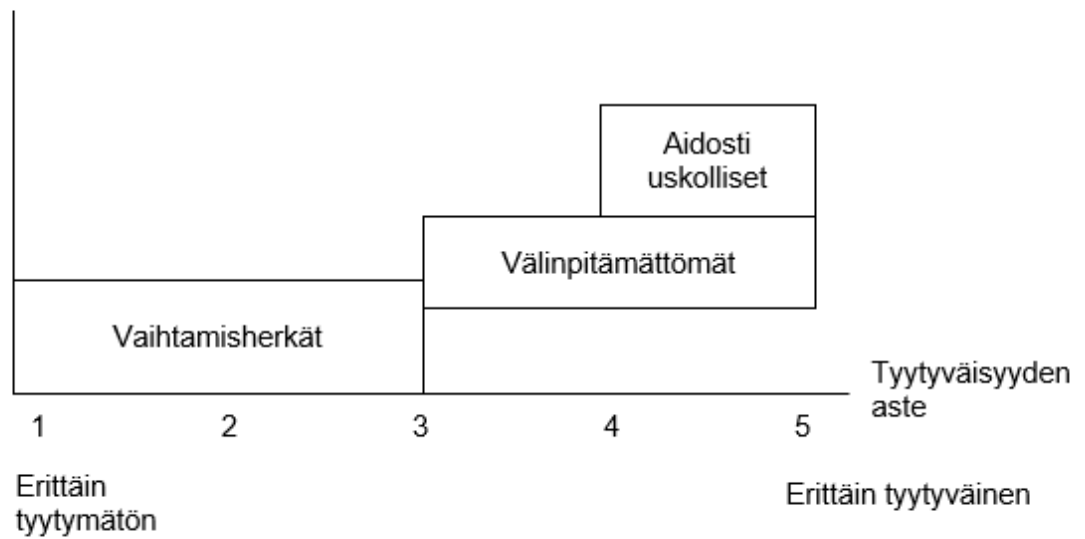 Aidosti
uskolliset
Välinpitämättömät
Vaihtamisherkät
Tyytyväisyyden
aste
1 2 3 4 5
Erittäin
tyytymätön
Erittäin tyytyväinen